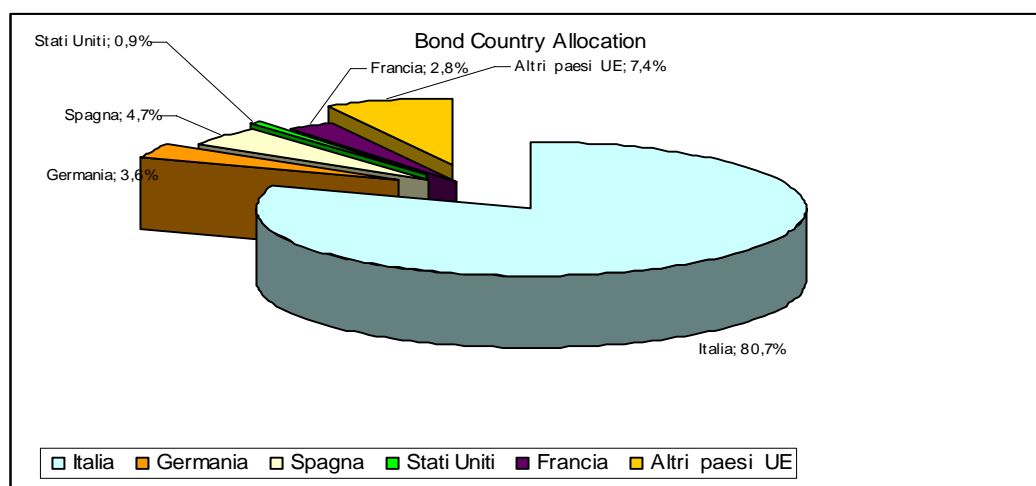 Bond Country Allocation
Stati Uniti; 0,9%
Francia; 2,8%
Altri paesi UE; 7,4%
Spagna; 4,7%
Germania; 3,6%
Italia; 80,7%
Italia Germania Spagna Stati Uniti Francia Altri paesi UE